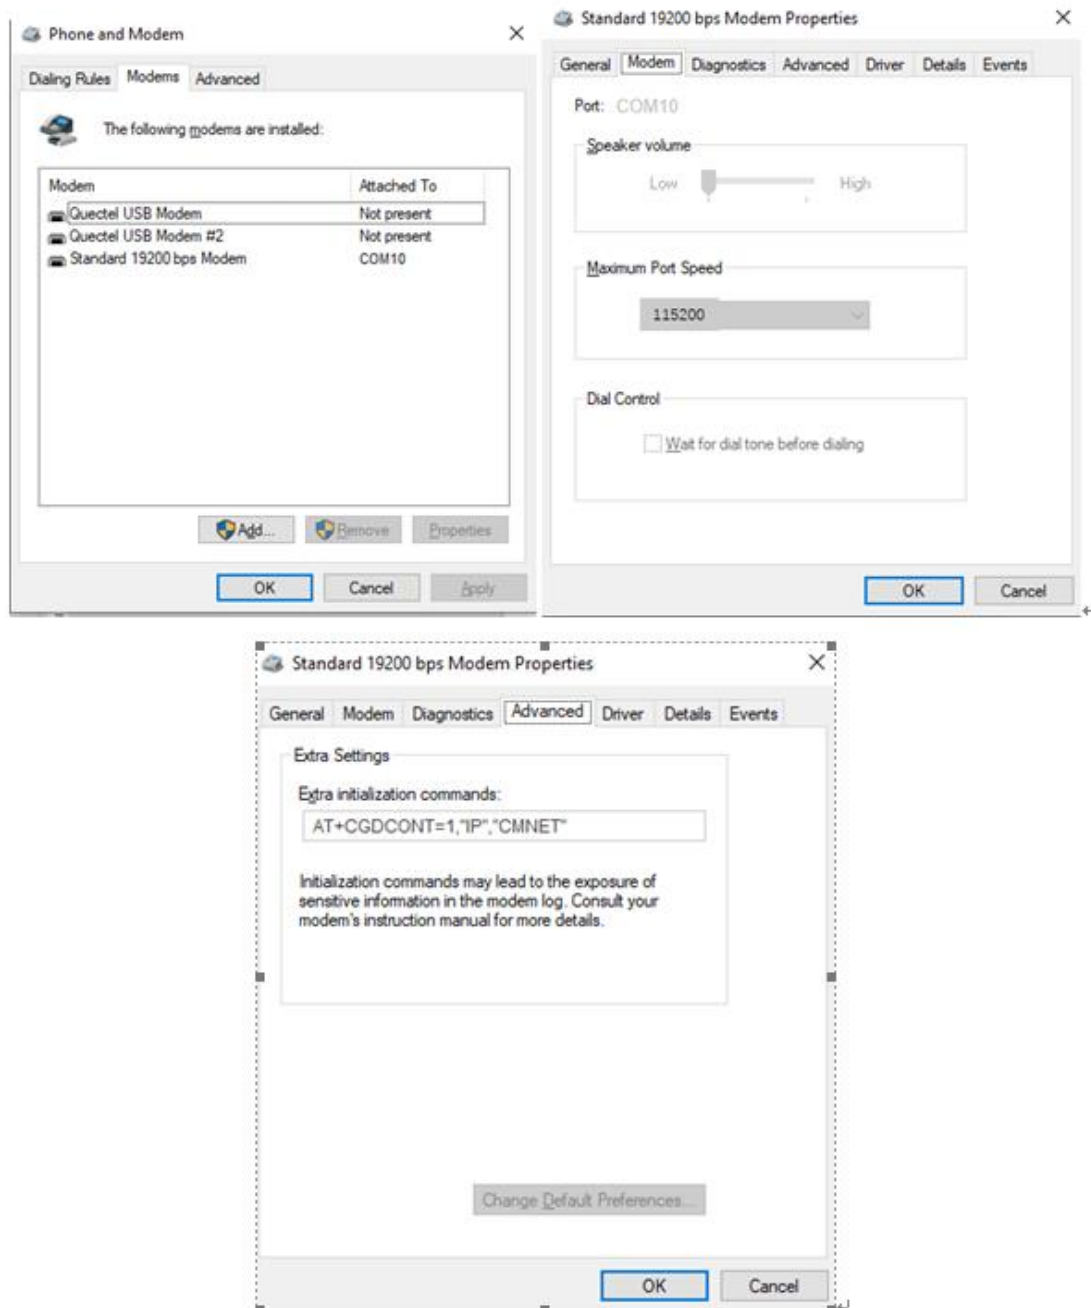 Phone and Modem
Dialing Rules Modems Advanced
The following modems are installed:
Modem Attached To
Quectel USB Modem Not present
Quectel USB Modem #2 Not present
Standard 19200 bps Modem COM10
Add... Remove Properties
OK Cancel Apply
Standard 19200 bps Modem Properties
General Modem Diagnostics Advanced Driver Details Events
Port: COM10
Speaker volume
Low High
Maximum Port Speed
115200
Dial Control
Wait for dial tone before dialing
OK Cancel
Standard 19200 bps Modem Properties
General Modem Diagnostics Advanced Driver Details Events
Extra Settings
Extra initialization commands:
AT+CGDCONT=1,"IP","CMNET"
Initialization commands may lead to the exposure of
sensitive information in the modem log. Consult your
modem's instruction manual for more details.
Change Default Preferences...
OK Cancel